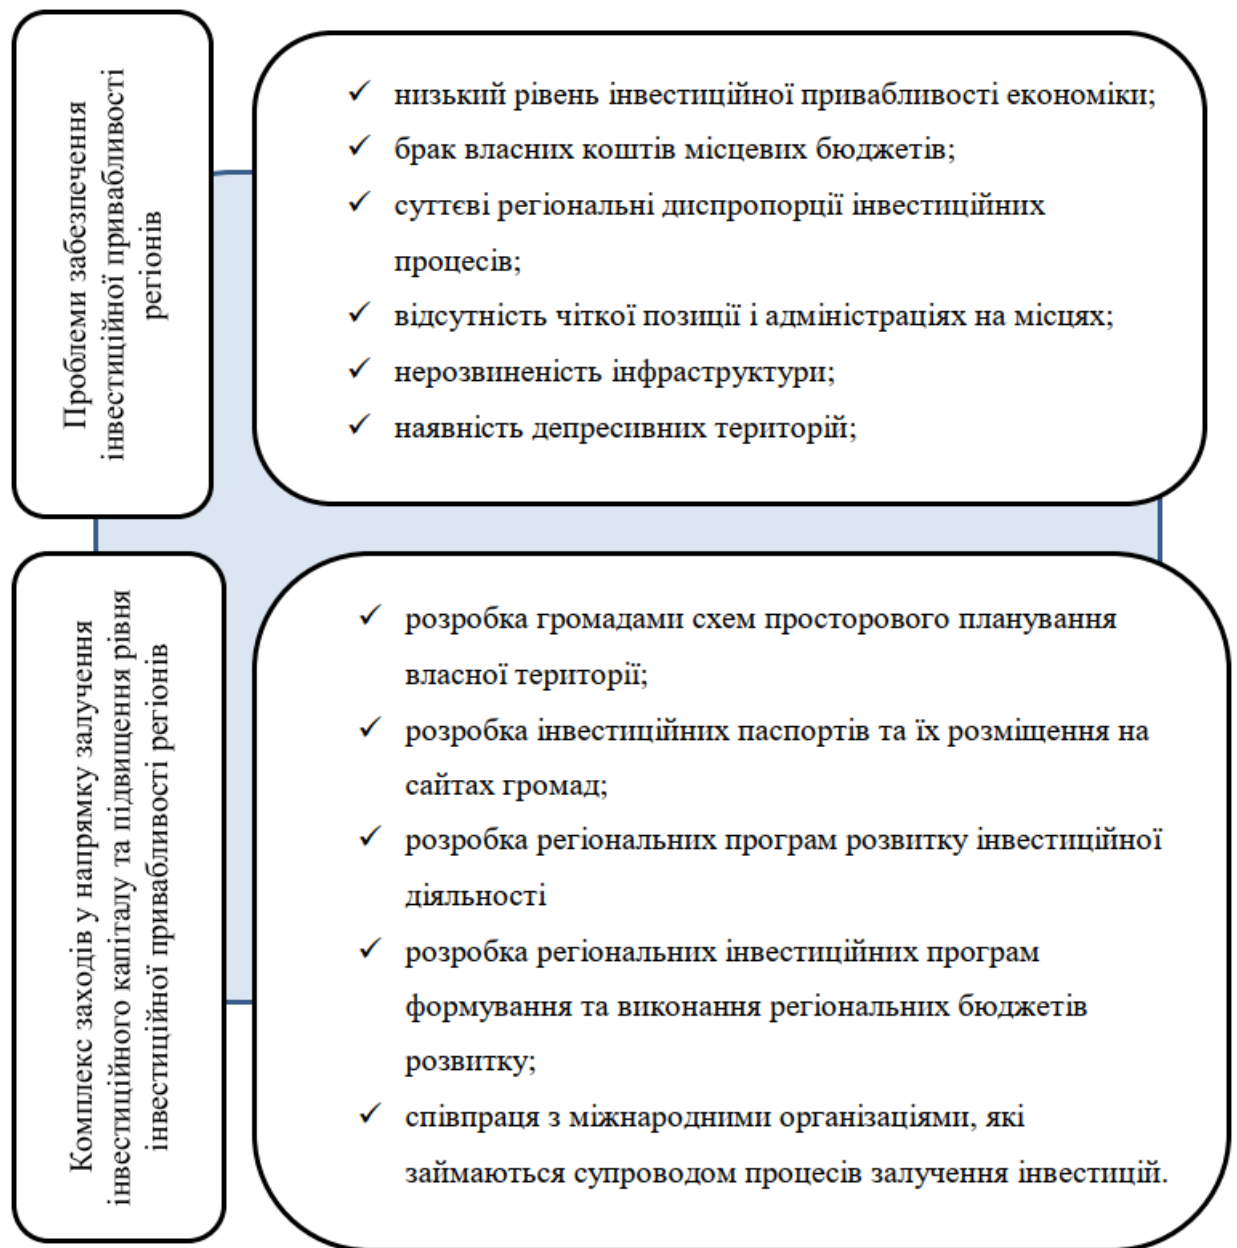 Проблеми забезпечення
інвестиційної привабливості
регіонів
✓ низький рівень інвестиційної привабливості економіки;
✓ брак власних коштів місцевих бюджетів;
✓ суттєві регіональні диспропорції інвестиційних
процесів;
✓ відсутність чіткої позиції і адміністраціях на місцях;
✓ нерозвиненість інфраструктури;
✓ наявність депресивних територій;
Комплекс заходів у напрямку залучення
інвестиційного капіталу та підвищення рівня
інвестиційної привабливості регіонів
✓ розробка громадами схем просторового планування
власної території;
✓ розробка інвестиційних паспортів та їх розміщення на
сайтах громад;
✓ розробка регіональних програм розвитку інвестиційної
діяльності
✓ розробка регіональних інвестиційних програм
формування та виконання регіональних бюджетів
розвитку;
✓ співпраця з міжнародними організаціями, які
займаються супроводом процесів залучення інвестицій.